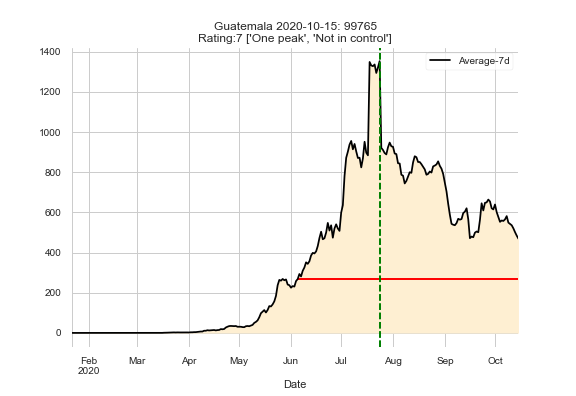 Guatemala 2020-10-15: 99765
Rating:7 ['One peak', 'Not in control']
Average-7d
1400
1200
1000
800
600
400
200
0
Feb Mar Apr May Jun Jul Aug Sep Oct
2020
Date